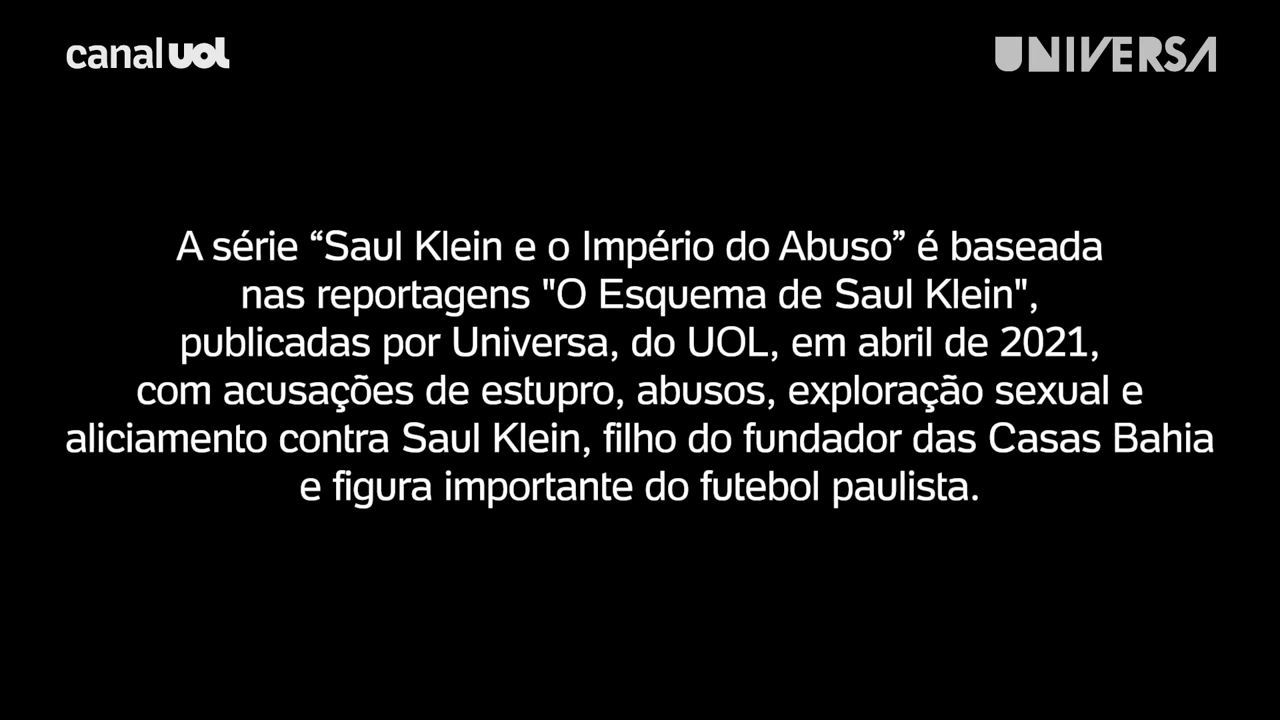 canal uol
UNIVERSA
A série “Saul Klein e o Império do Abuso” é baseada
nas reportagens "O Esquema de Saul Klein",
publicadas por Universa, do UOL, em abril de 2021,
com acusações de estupro, abusos, exploração sexual e
aliciamento contra Saul Klein, filho do fundador das Casas Bahia
e figura importante do futebol paulista.